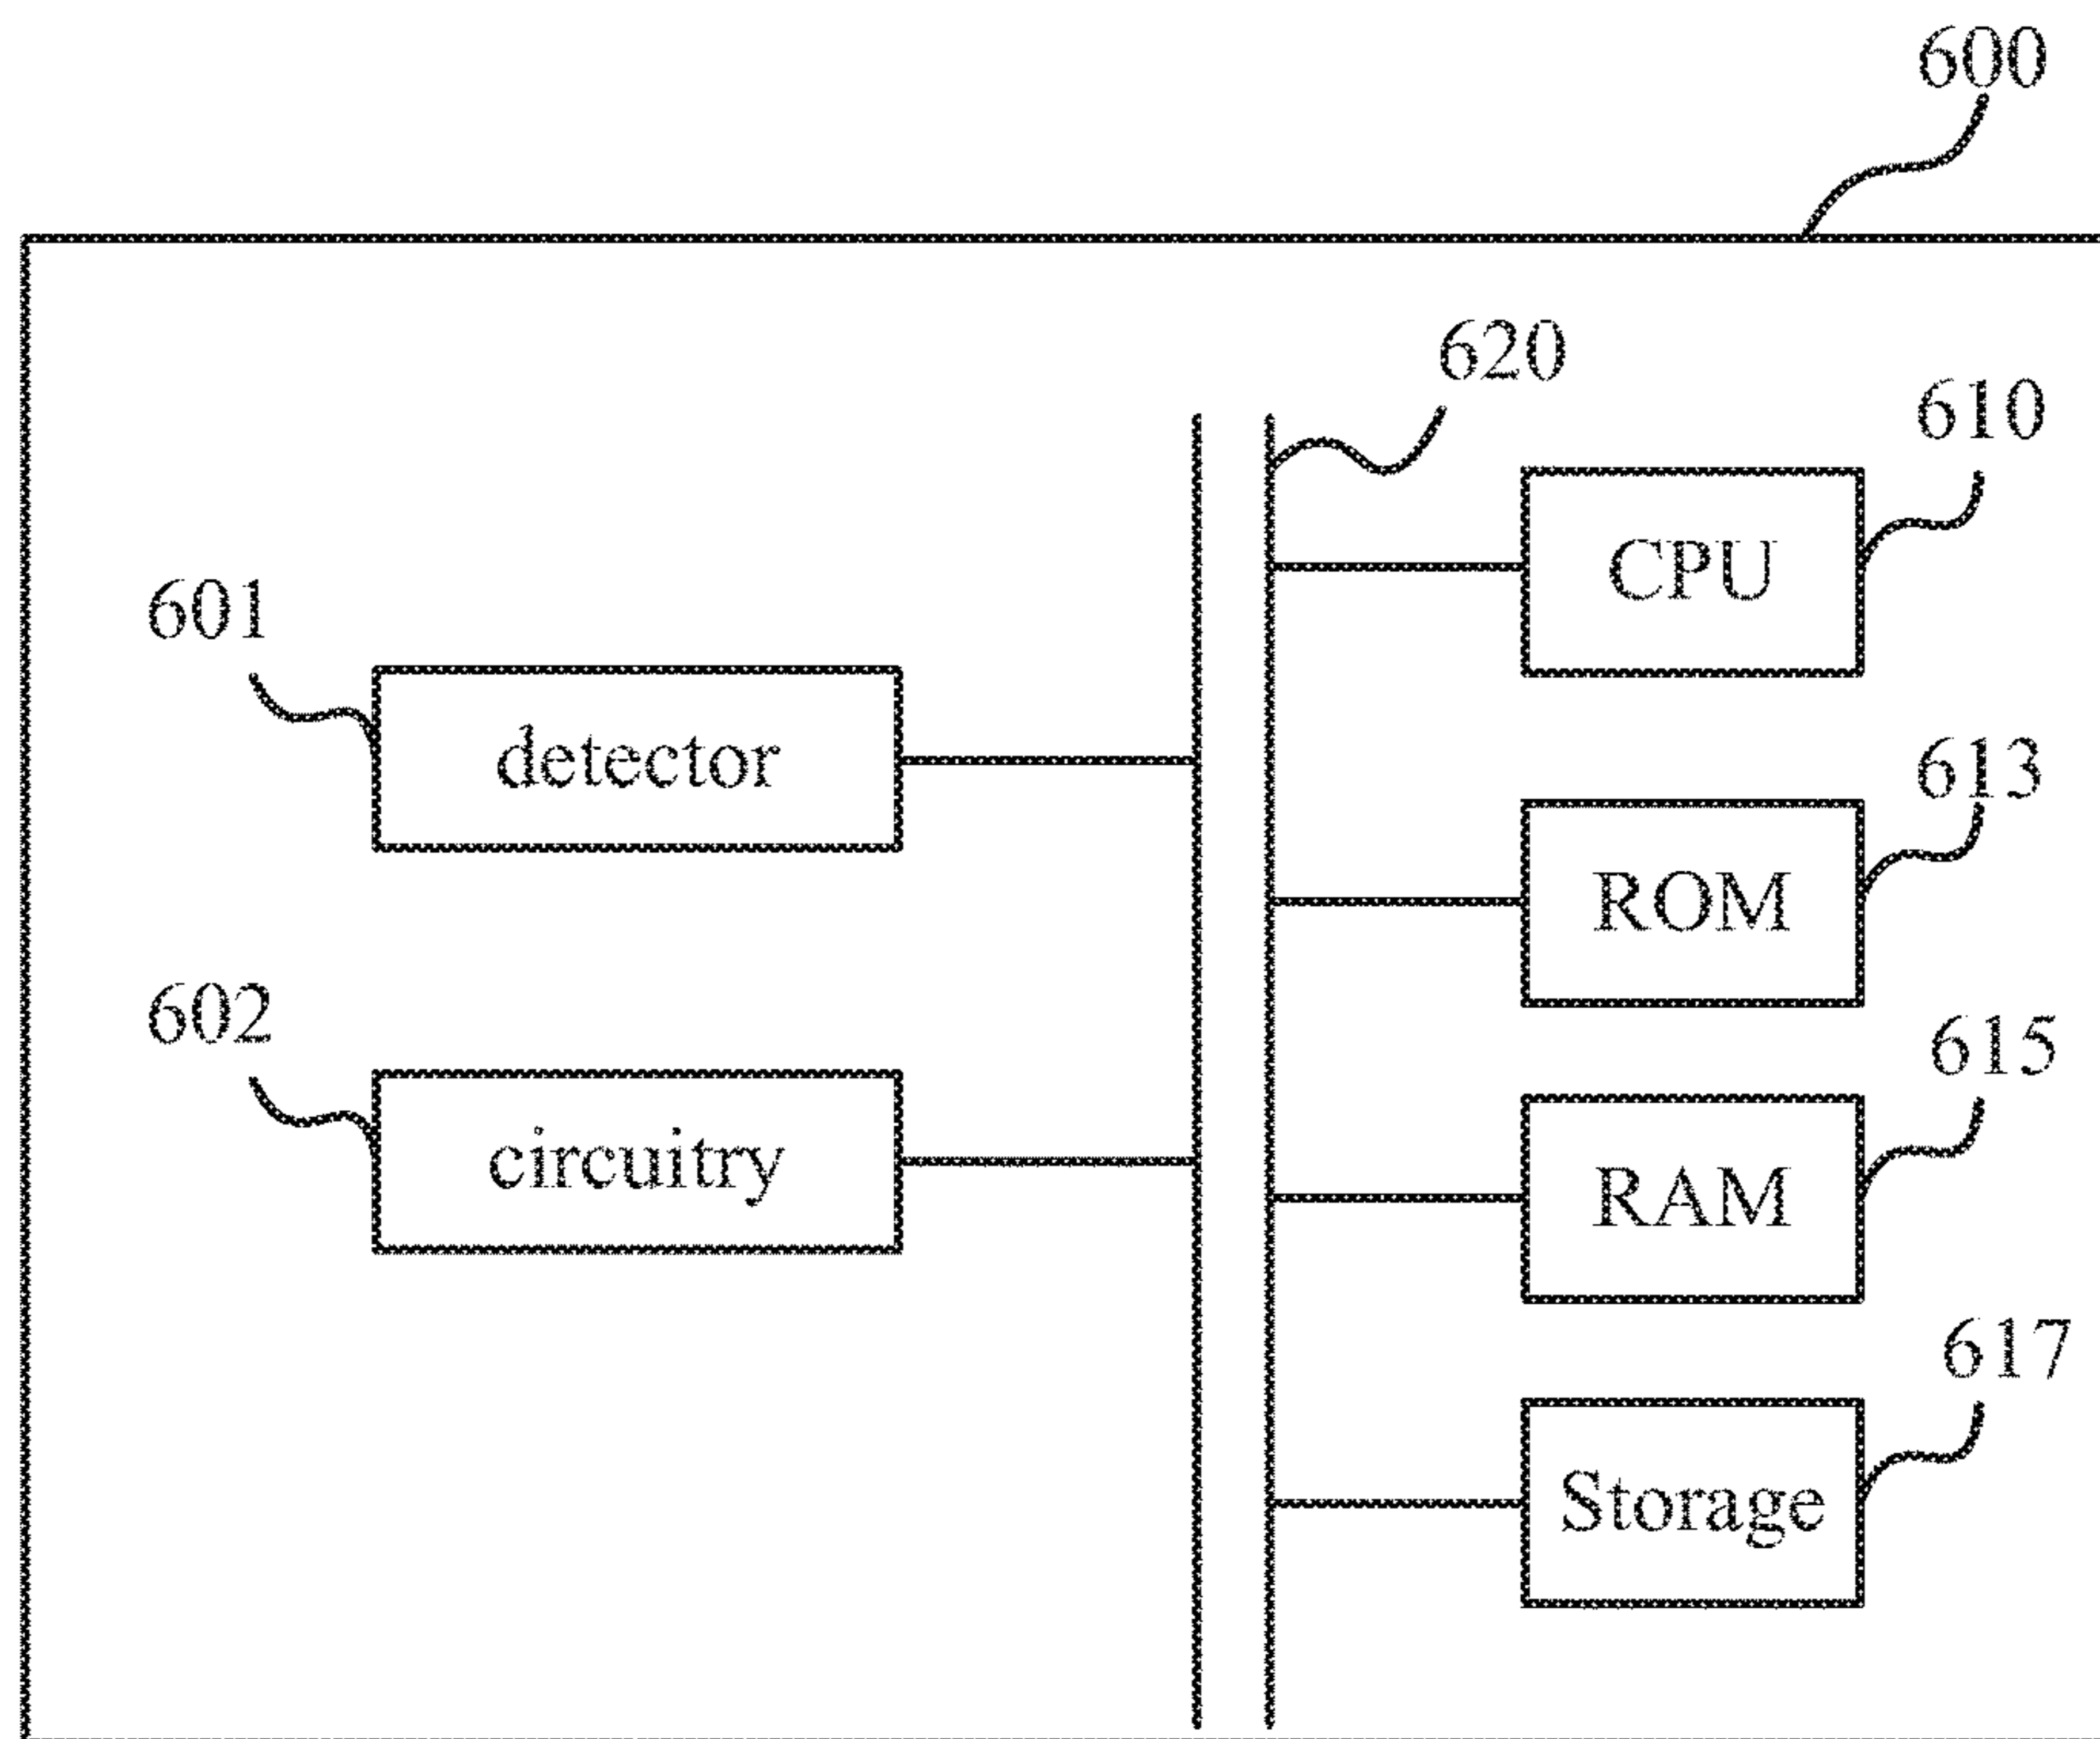 600
620
610
CPU
601
detector
613
ROM
602
circuitry
615
RAM
617
Storage